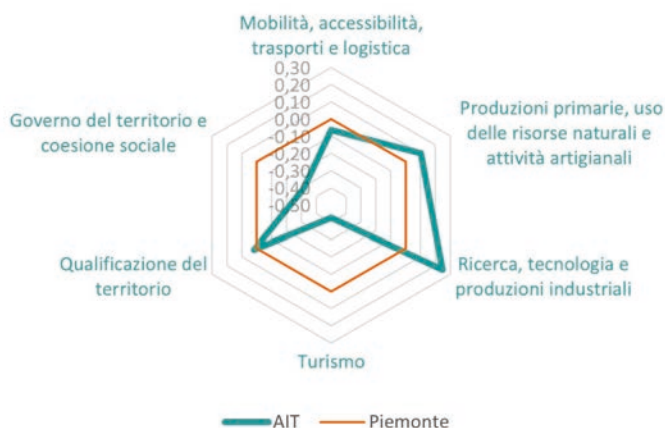 Mobilità, accessibilità,
trasporti e logistica
0,30
0,20
0,10
0,00
-0,10
-0,20
-0,30
-0,40
-0,50
Produzioni primarie, uso
delle risorse naturali e
attività artigianali
Ricerca, tecnologia e
produzioni industriali
Turismo
Qualificazione del
territorio
Governo del territorio e
coesione sociale
AIT
Piemonte